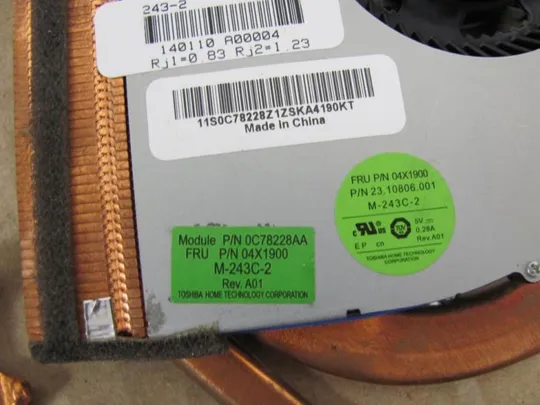 243-2
140110 A00004
Rj1=0.83 Rj2=1.23
11S0C78228Z1ZSKA4190KT
Made in China
FRU P/N 04X1900
P/N 23.10806.001
M-243C-2
5V
0.28A
E P cn
Rev.A01
Module P/N 0C78228AA
FRU P/N 04X1900
M-243C-2
Rev. A01
TOSHIBA HOME TECHNOLOGY CORPORATION